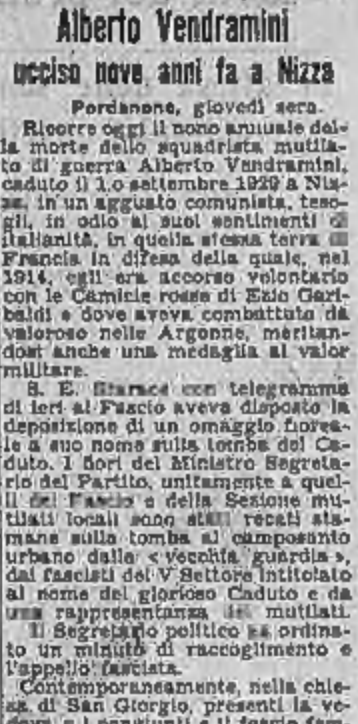 Alberto Vendramini
ucciso nove anni fa a Nizza
Pordenone, giovedì sera.
Ricorre oggi il nono annuale del-
la morte dello squadrista mutila-
to di guerra Alberto Vendramini,
caduto il 1.o settembre 1929 a Niz-
za, in un agguato comunista, teso-
gli, in odio ai suoi sentimenti di
italianità, in quella stessa terra di
Francia in difesa della quale, nel
1914, egli era accorso volontario
con le Camicie rosse di Ezio Gari-
baldi e dove aveva combattuto da
valoroso nelle Argonne, meritan-
dosi anche una medaglia al valor
militare.
S. E. Starace con telegramma
di ieri al Fascio aveva disposto la
deposizione di un omaggio florea-
le a suo nome sulla tomba del Ca-
duto. I fiori del Ministro Segreta-
rio del Partito, unitamente a quel-
li del Fascio e della Sezione mu-
tilati locali sono stati recati sta-
mane sulla tomba al camposanto
urbano dalla « vecchia guardia »,
dai fascisti del V Settore intitolato
al nome del glorioso Caduto e da
una rappresentanza dei mutilati.
Il Segretario politico ha ordina-
to un minuto di raccoglimento e
l'appello fascista.
Contemporaneamente, nella chie-
sa di San Giorgio, presenti la ve-